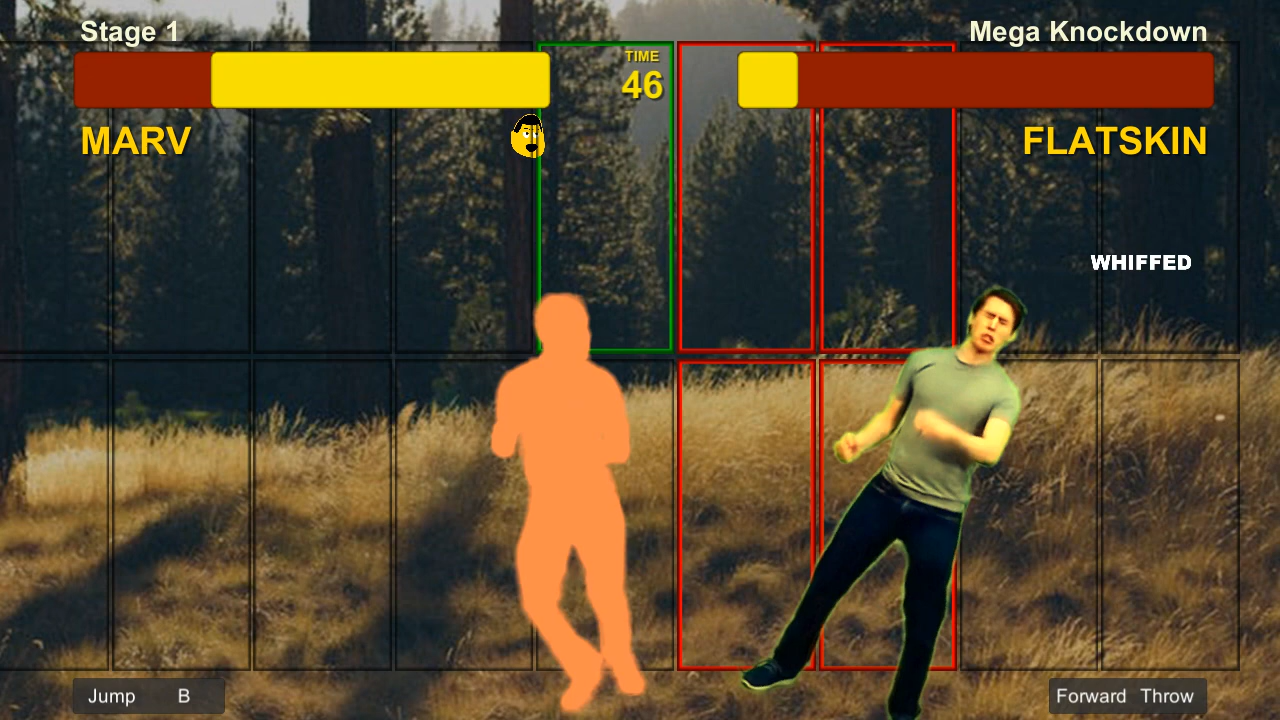 Stage 1
TIME
46
Mega Knockdown
MARV
FLATSKIN
WHIFFED
Jump B
Forward Throw